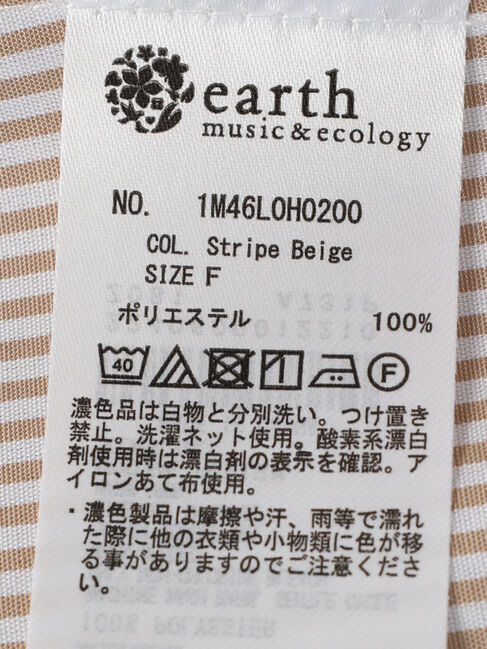 earth
music&ecology
NO. 1M46L0H0200
COL. Stripe Beige
SIZE F
ポリエステル 100%
40 F
濃色品は白物と分別洗い。つけ置き
禁止。洗濯ネット使用。酸素系漂白
剤使用時は漂白剤の表示を確認。ア
イロンあて布使用。
・濃色製品は摩擦や汗、雨等で濡れ
た際に他の衣類や小物類に色が移
る事がありますのでご注意くださ
い。